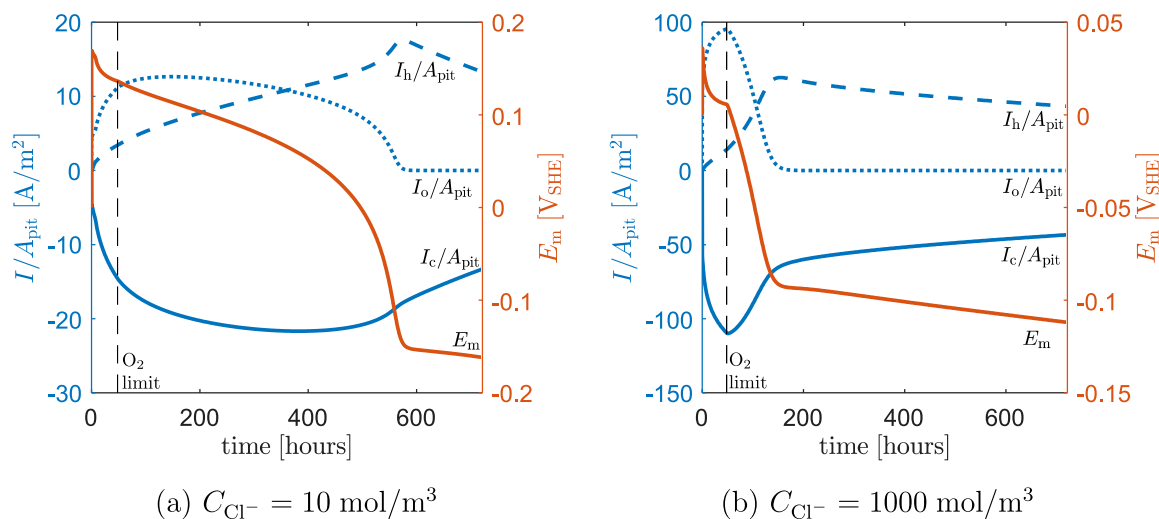 20
10
0
-10
-20
-30
I/A_pit [A/m²]
0.2
0.1
0
-0.1
-0.2
E_m [V_SHE]
I_h/A_pit
I_o/A_pit
I_c/A_pit
E_m
O₂
limit
0 200 400 600
time [hours]
(a) C_Cl⁻ = 10 mol/m³
100
50
0
-50
-100
-150
I/A_pit [A/m²]
0.05
0
-0.05
-0.1
-0.15
E_m [V_SHE]
I_h/A_pit
I_o/A_pit
I_c/A_pit
E_m
O₂
limit
0 200 400 600
time [hours]
(b) C_Cl⁻ = 1000 mol/m³